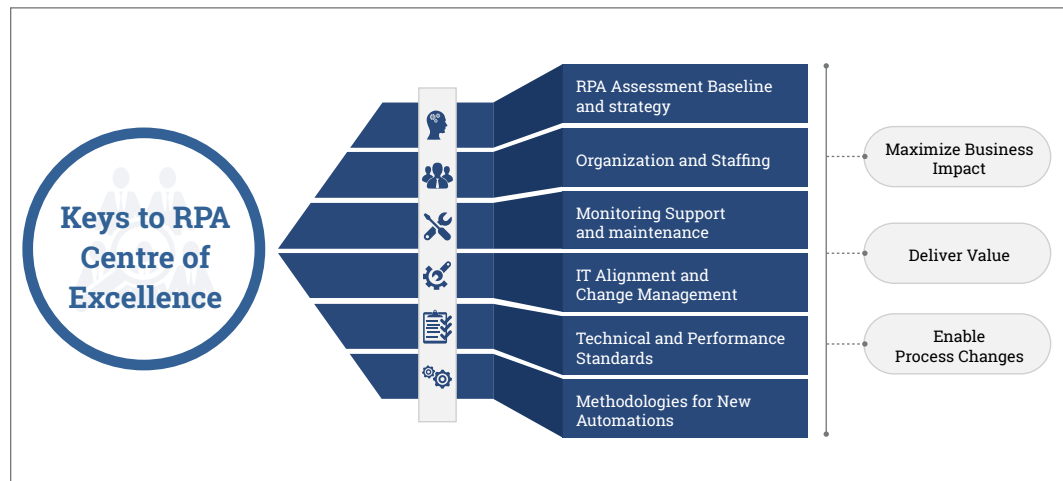 Keys to RPA
Centre of
Excellence
RPA Assessment Baseline
and strategy
Organization and Staffing
Monitoring Support
and maintenance
IT Alignment and
Change Management
Technical and Performance
Standards
Methodologies for New
Automations
Maximize Business
Impact
Deliver Value
Enable
Process Changes